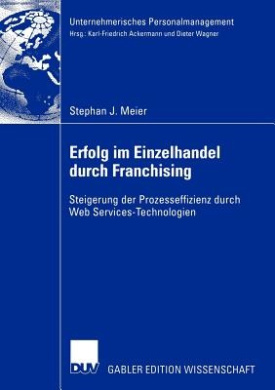 Unternehmerisches Personalmanagement
Hrsg.: Karl-Friedrich Ackermann und Dieter Wagner
Stephan J. Meier
Erfolg im Einzelhandel
durch Franchising
Steigerung der Prozesseffizienz durch
Web Services-Technologien
DUV
GABLER EDITION WISSENSCHAFT